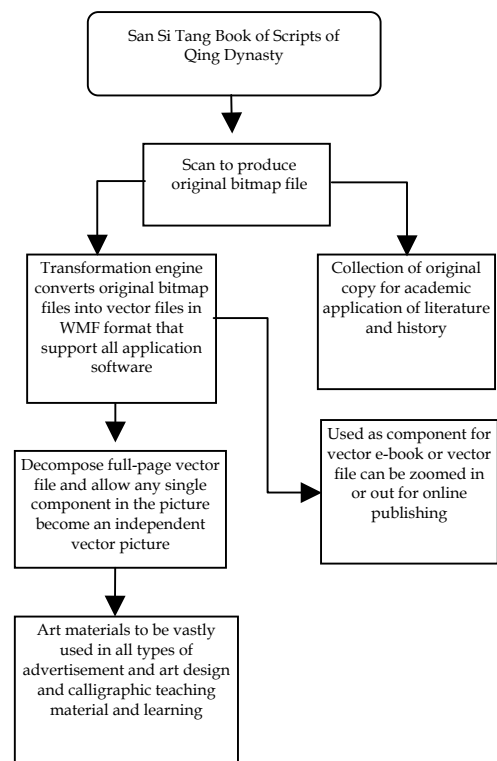 San Si Tang Book of Scripts of
Qing Dynasty
Scan to produce
original bitmap file
Transformation engine
converts original bitmap
files into vector files in
WMF format that
support all application
software
Collection of original
copy for academic
application of literature
and history
Used as component for
vector e-book or vector
file can be zoomed in
or out for online
publishing
Decompose full-page vector
file and allow any single
component in the picture
become an independent
vector picture
Art materials to be vastly
used in all types of
advertisement and art design
and calligraphic teaching
material and learning